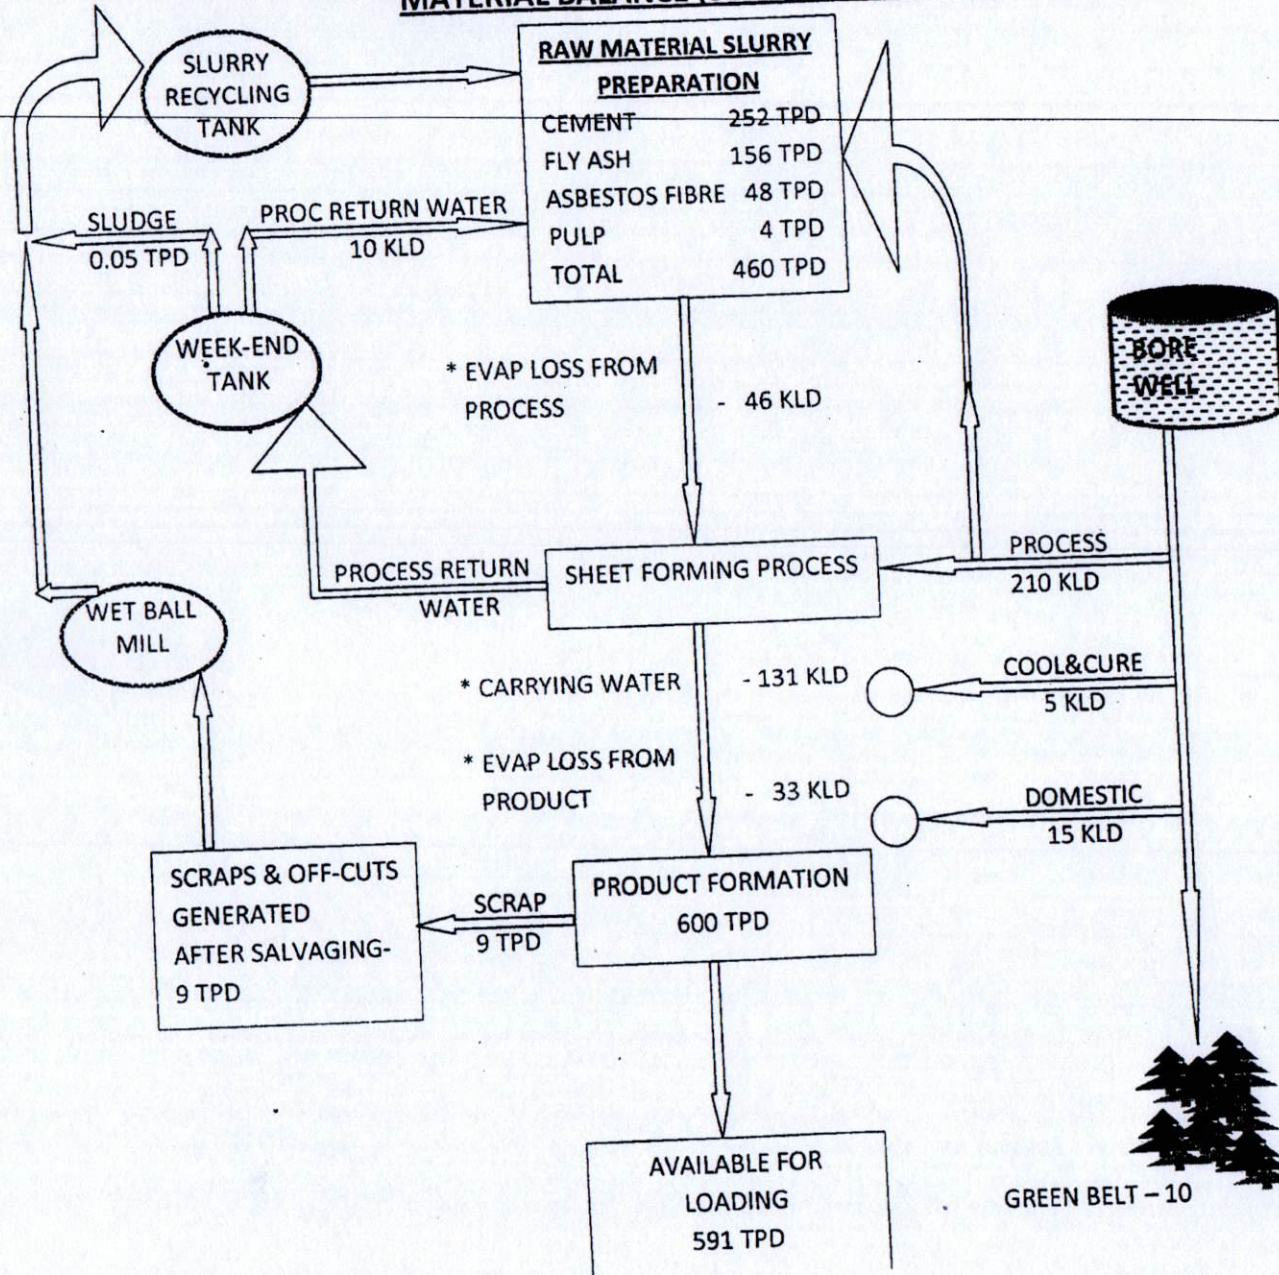 MATERIAL BALANCE
SLURRY
RECYCLING
TANK
RAW MATERIAL SLURRY
PREPARATION
CEMENT 252 TPD
FLY ASH 156 TPD
ASBESTOS FIBRE 48 TPD
PULP 4 TPD
TOTAL 460 TPD
SLUDGE
0.05 TPD
PROC RETURN WATER
10 KLD
WEEK-END
TANK
* EVAP LOSS FROM
PROCESS - 46 KLD
BORE
WELL
PROCESS RETURN
WATER
SHEET FORMING PROCESS
PROCESS
210 KLD
WET BALL
MILL
* CARRYING WATER - 131 KLD
COOL&CURE
5 KLD
* EVAP LOSS FROM
PRODUCT - 33 KLD
DOMESTIC
15 KLD
SCRAPS & OFF-CUTS
GENERATED
AFTER SALVAGING-
9 TPD
SCRAP
9 TPD
PRODUCT FORMATION
600 TPD
AVAILABLE FOR
LOADING
591 TPD
GREEN BELT – 10